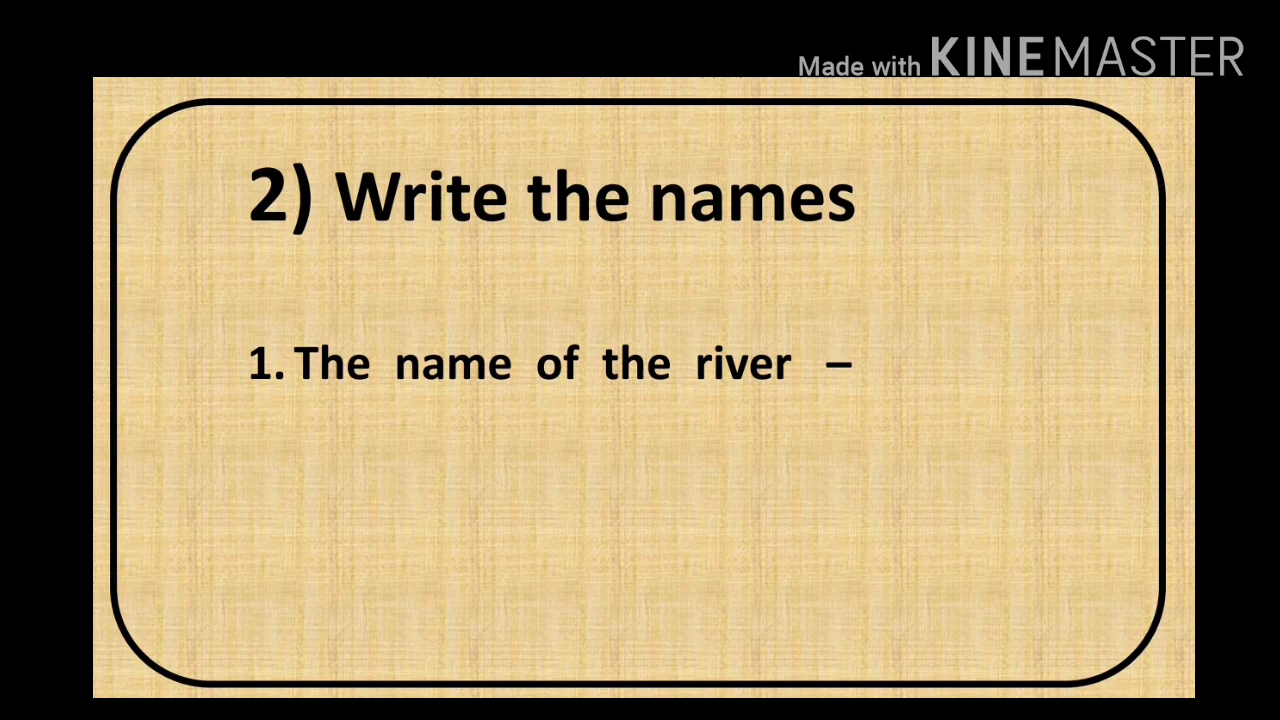 Made with KINEMASTER
2) Write the names
1. The name of the river –